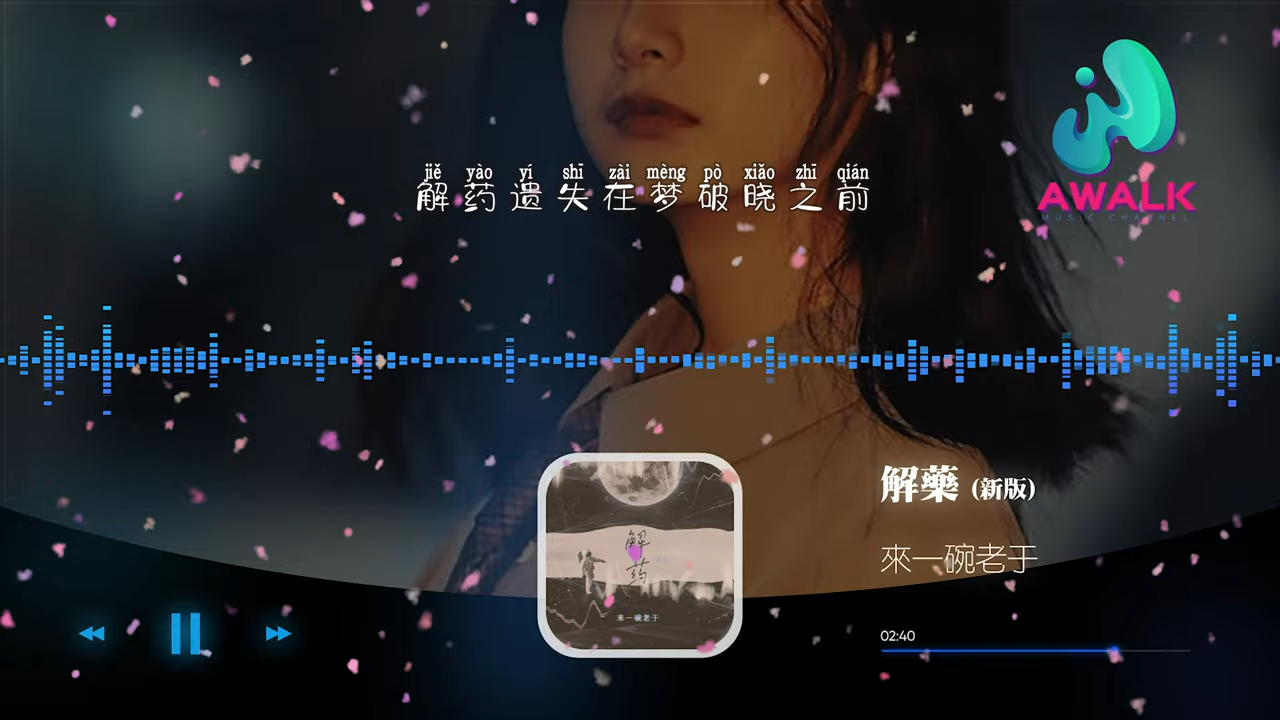 jiě yào yí shī zài mèng pò xiǎo zhī qián
解药遗失在梦破晓之前
AWALK
MUSIC CHANNEL
解藥 (新版)
來一碗老于
解药
来一碗老于
02:40